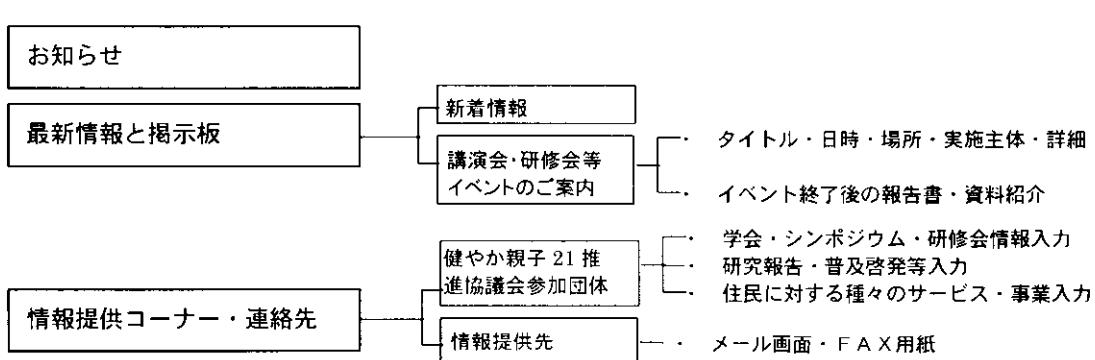 お知らせ
最新情報と掲示板
新着情報
講演会・研修会等
イベントのご案内
・ タイトル・日時・場所・実施主体・詳細
・ イベント終了後の報告書・資料紹介
情報提供コーナー・連絡先
健やか親子 21 推
進協議会参加団体
・ 学会・シンポジウム・研修会情報入力
・ 研究報告・普及啓発等入力
・ 住民に対する種々のサービス・事業入力
情報提供先
・ メール画面・ＦＡＸ用紙